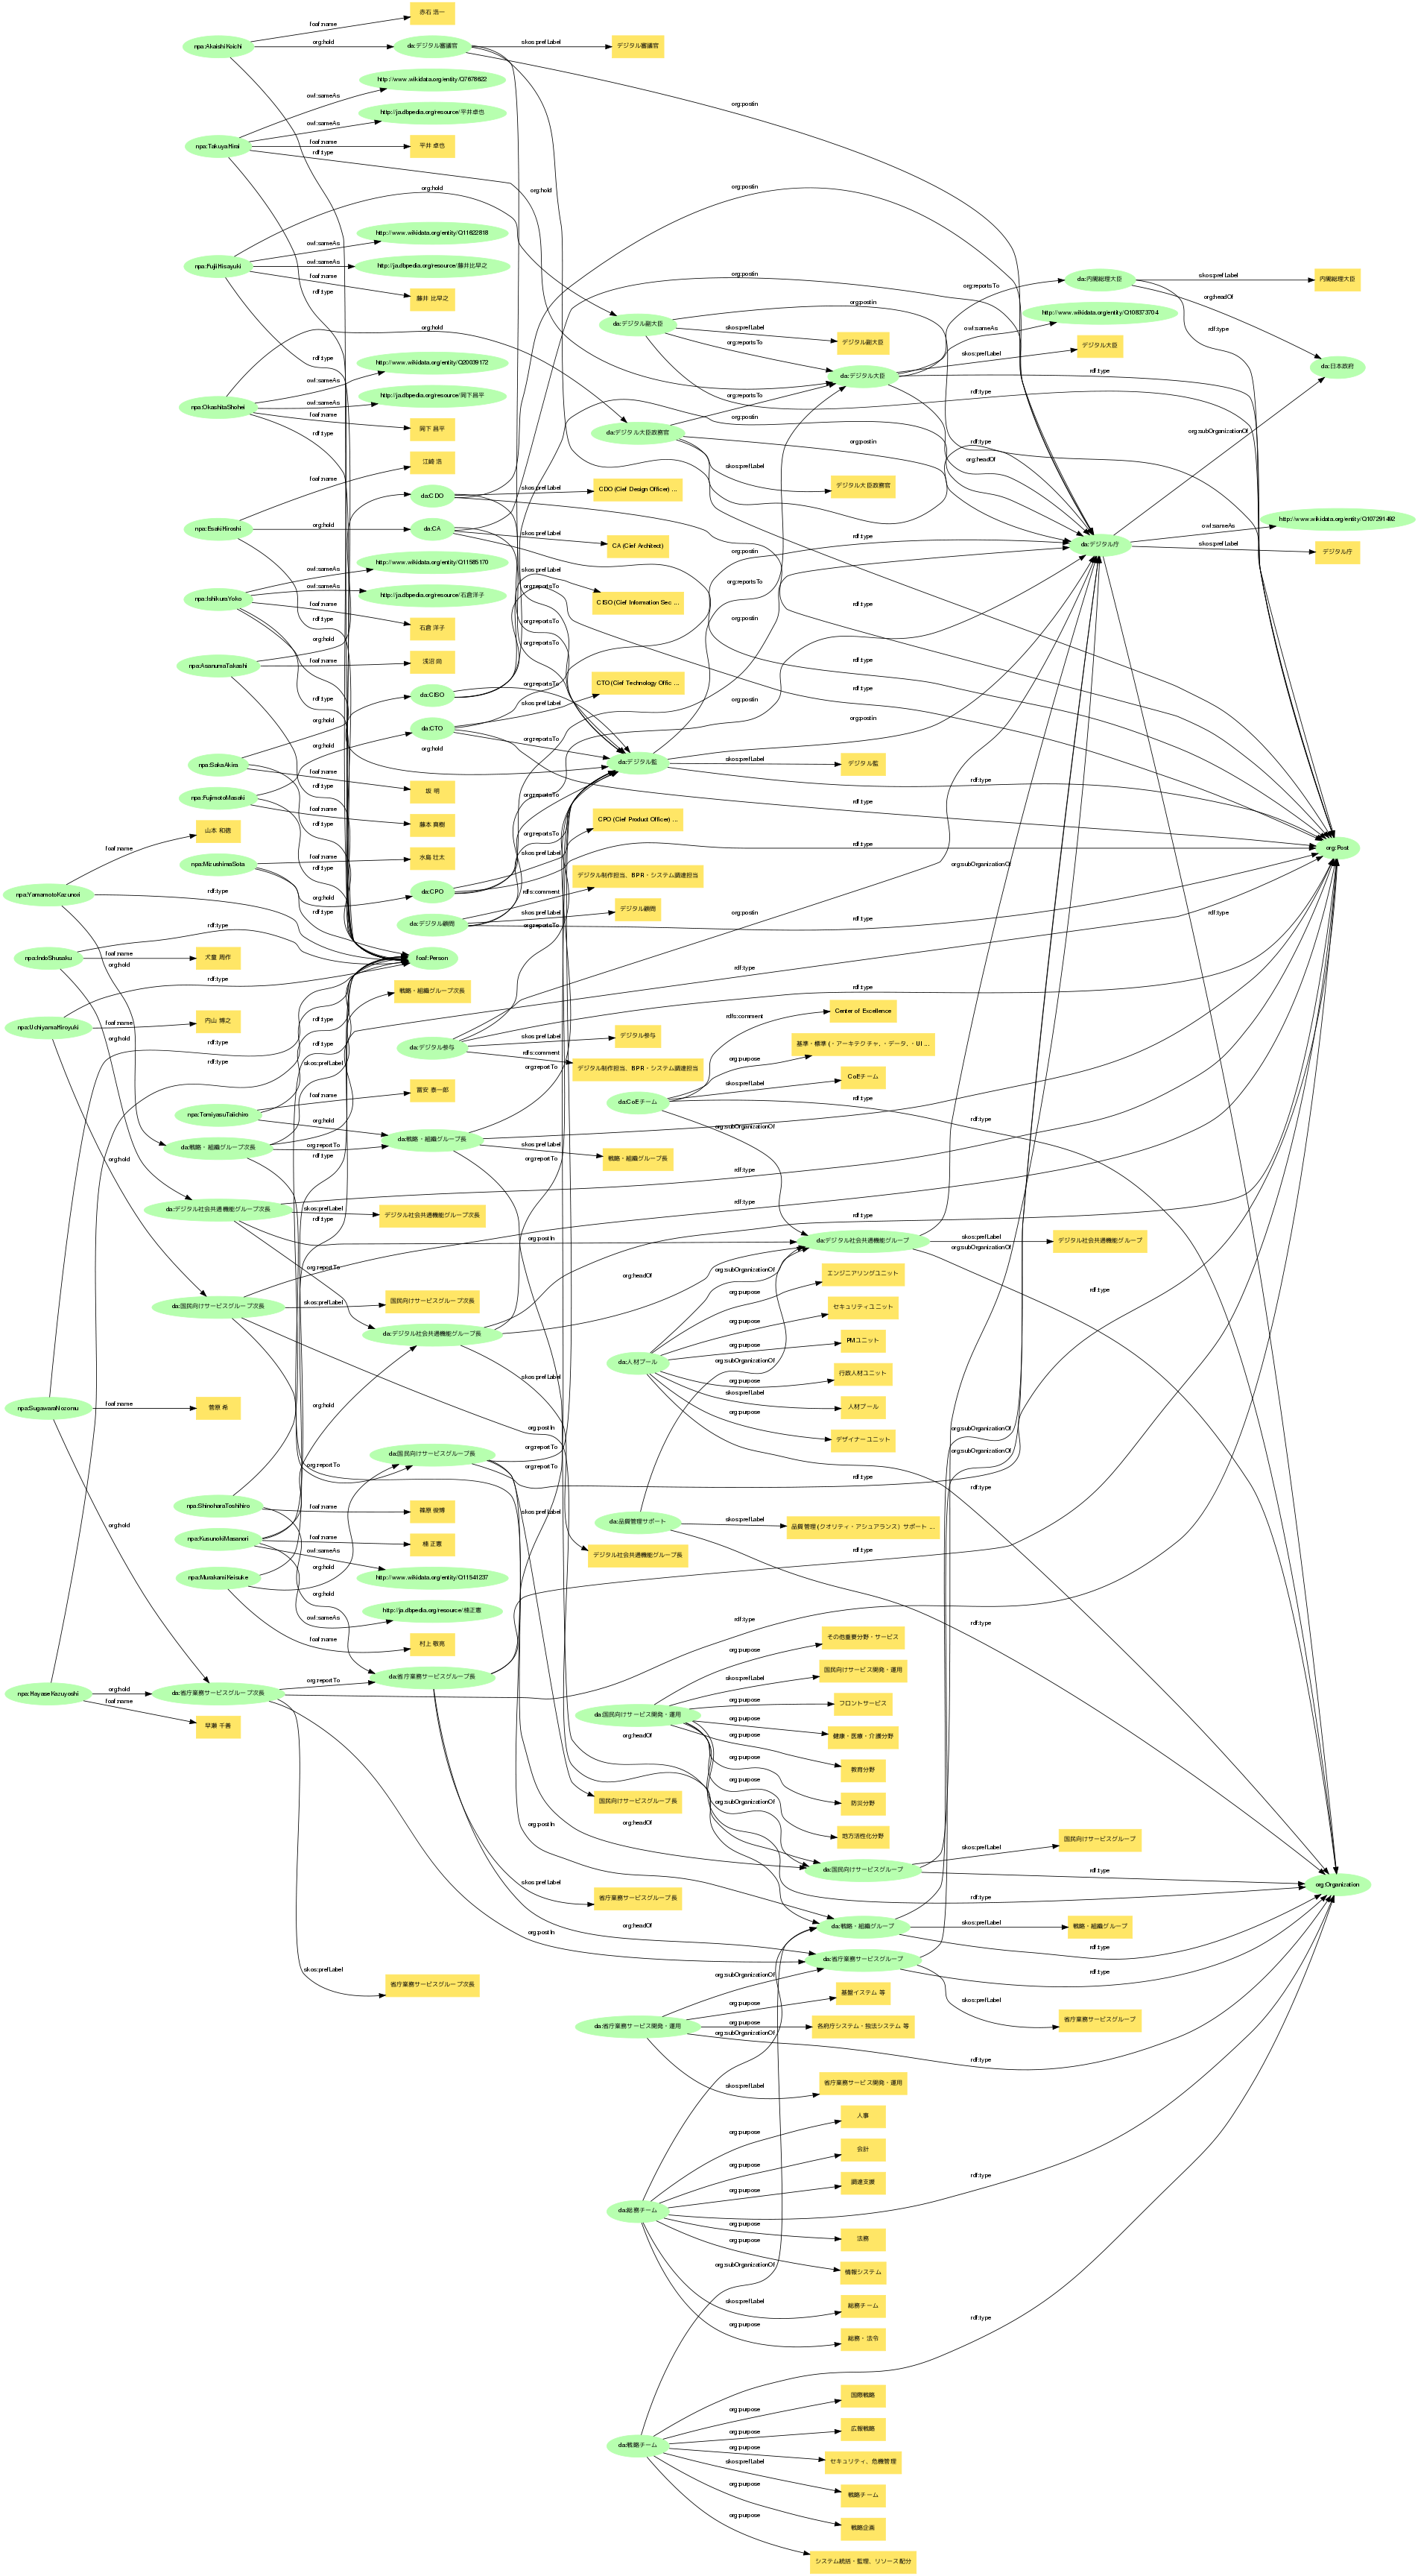 赤石 浩一
foaf:name
npa:AkaishiKoichi
org:hold
da:デジタル審議官
skos:prefLabel
デジタル審議官
http://www.wikidata.org/entity/Q7678622
owl:sameAs
http://ja.dbpedia.org/resource/平井卓也
owl:sameAs
org:postin
npa:TakuyaHirai
foaf:name
平井 卓也
rdf:type
org:hold
org:hold
org:postin
http://www.wikidata.org/entity/Q11622818
owl:sameAs
npa:FujiiHisayuki
owl:sameAs
http://ja.dbpedia.org/resource/藤井比早之
foaf:name
藤井 比早之
org:postin
org:reportsTo
da:内閣総理大臣
skos:prefLabel
内閣総理大臣
org:headOf
org:postin
http://www.wikidata.org/entity/Q108373704
owl:sameAs
da:デジタル副大臣
skos:prefLabel
デジタル副大臣
org:reportsTo
skos:prefLabel
デジタル大臣
rdf:type
rdf:type
org:hold
http://www.wikidata.org/entity/Q20039172
owl:sameAs
da:デジタル大臣
rdf:type
da:日本政府
npa:OkashitaShohei
owl:sameAs
http://ja.dbpedia.org/resource/岡下昌平
org:reportsTo
rdf:type
foaf:name
岡下 昌平
rdf:type
da:デジタル大臣政務官
org:postin
org:postin
rdf:type
org:subOrganizationOf
江崎 浩
foaf:name
skos:prefLabel
デジタル大臣政務官
org:headOf
da:CDO
skos:prefLabel
CDO (Cief Design Officer) ...
npa:EsakiHiroshi
org:hold
da:CA
skos:prefLabel
CA (Cief Architect)
http://www.wikidata.org/entity/Q107291492
owl:sameAs
da:デジタル庁
skos:prefLabel
デジタル庁
http://www.wikidata.org/entity/Q11585170
owl:sameAs
org:postin
rdf:type
skos:prefLabel
npa:IshikuraYoko
owl:sameAs
http://ja.dbpedia.org/resource/石倉洋子
org:reportsTo
org:reportsTo
CISO (Cief Information Sec ...
foaf:name
石倉 洋子
rdf:type
org:hold
org:reportsTo
org:postin
rdf:type
npa:AsanumaTakashi
foaf:name
浅沼 尚
org:reportsTo
rdf:type
rdf:type
org:reportsTo
CTO (Cief Technology Offic ...
da:CISO
skos:prefLabel
rdf:type
org:postin
org:hold
da:CTO
org:reportsTo
org:postin
org:hold
org:hold
npa:SakaAkira
foaf:name
坂 明
da:デジタル監
skos:prefLabel
デジタル監
rdf:type
rdf:type
org:reportsTo
npa:FujimotoMasaki
foaf:name
藤本 真樹
rdf:type
rdf:type
CPO (Cief Product Officer) ...
山本 和徳
foaf:name
org:reportsTo
rdf:type
org:Post
npa:MizushimaSota
foaf:name
水島 壮太
skos:prefLabel
org:subOrganizationOf
rdf:type
npa:YamamotoKazunori
rdf:type
org:hold
da:CPO
rdfs:comment
デジタル制作担当、BPR・システム調達担当
rdf:type
da:デジタル顧問
skos:prefLabel
デジタル顧問
org:postin
rdf:type
org:reportsTo
npa:IndoShusaku
rdf:type
foaf:name
犬童 周作
foaf:Person
org:hold
rdf:type
戦略・組織グループ次長
rdf:type
Center of Excellence
npa:UchiyamaHiroyuki
rdf:type
foaf:name
内山 博之
rdf:type
rdfs:comment
da:デジタル参与
skos:prefLabel
デジタル参与
org:hold
rdf:type
rdf:type
rdfs:comment
デジタル制作担当、BPR・システム調達担当
基準・標準 (・アーキテクチャ、・データ、・UI ...
org:purpose
skos:prefLabel
org:reportTo
skos:prefLabel
CoEチーム
冨安 泰一郎
foaf:name
da:CoEチーム
rdf:type
npa:TomiyasuTaiichiro
org:hold
org:subOrganizationOf
rdf:type
da:戦略・組織グループ次長
org:reportTo
da:戦略・組織グループ長
skos:prefLabel
戦略・組織グループ長
org:hold
rdf:type
org:reportTo
rdf:type
da:デジタル社会共通機能グループ次長
skos:prefLabel
デジタル社会共通機能グループ次長
rdf:type
rdf:type
rdf:type
org:postIn
da:デジタル社会共通機能グループ
skos:prefLabel
デジタル社会共通機能グループ
org:subOrganizationOf
org:reportTo
org:headOf
org:subOrganizationOf
エンジニアリングユニット
org:purpose
rdf:type
da:国民向けサービスグループ次長
skos:prefLabel
国民向けサービスグループ次長
org:purpose
セキュリティユニット
da:デジタル社会共通機能グループ長
org:purpose
PMユニット
da:人材プール
org:subOrganizationOf
org:purpose
行政人材ユニット
skos:prefLabel
skos:prefLabel
人材プール
org:purpose
npa:SugawaraNozomu
foaf:name
菅原 希
org:hold
org:postIn
org:subOrganizationOf
デザイナーユニット
da:国民向けサービスグループ長
org:reportTo
org:subOrganizationOf
org:reportTo
org:reportTo
rdf:type
rdf:type
npa:ShinoharaToshihiro
foaf:name
篠原 俊博
skos:prefLabel
org:hold
da:品質管理サポート
skos:prefLabel
品質管理 (クオリティ・アシュアランス) サポート ...
npa:KusunokiMasanori
foaf:name
楠 正憲
owl:sameAs
http://www.wikidata.org/entity/Q11541237
デジタル社会共通機能グループ長
rdf:type
npa:MurakamiKeisuke
org:hold
org:hold
owl:sameAs
http://ja.dbpedia.org/resource/楠正憲
foaf:name
村上 敬亮
rdf:type
その他重要分野・サービス
org:purpose
org:reportTo
da:省庁業務サービスグループ長
skos:prefLabel
国民向けサービス開発・運用
npa:HayaseKazuyoshi
org:hold
da:省庁業務サービスグループ次長
foaf:name
早瀬 千善
org:purpose
フロントサービス
da:国民向けサービス開発・運用
org:purpose
健康・医療・介護分野
org:headOf
org:purpose
教育分野
org:purpose
防災分野
国民向けサービスグループ長
org:purpose
org:subOrganizationOf
地方活性化分野
org:postIn
org:headOf
国民向けサービスグループ
skos:prefLabel
da:国民向けサービスグループ
rdf:type
org:Organization
skos:prefLabel
省庁業務サービスグループ長
rdf:type
org:headOf
da:戦略・組織グループ
skos:prefLabel
戦略・組織グループ
org:postIn
rdf:type
da:省庁業務サービスグループ
skos:prefLabel
省庁業務サービスグループ次長
org:subOrganizationOf
rdf:type
基盤イステム 等
org:purpose
skos:prefLabel
省庁業務サービスグループ
da:省庁業務サービス開発・運用
org:purpose
各府庁システム・独法システム 等
org:subOrganizationOf
rdf:type
skos:prefLabel
省庁業務サービス開発・運用
org:purpose
人事
org:purpose
会計
org:purpose
調達支援
rdf:type
da:総務チーム
org:purpose
法務
org:purpose
情報システム
org:subOrganizationOf
skos:prefLabel
総務チーム
org:purpose
総務・法令
rdf:type
org:purpose
国際戦略
org:purpose
広報戦略
da:戦略チーム
org:purpose
セキュリティ、危機管理
skos:prefLabel
戦略チーム
org:purpose
戦略企画
org:purpose
システム統括・監理、リソース配分